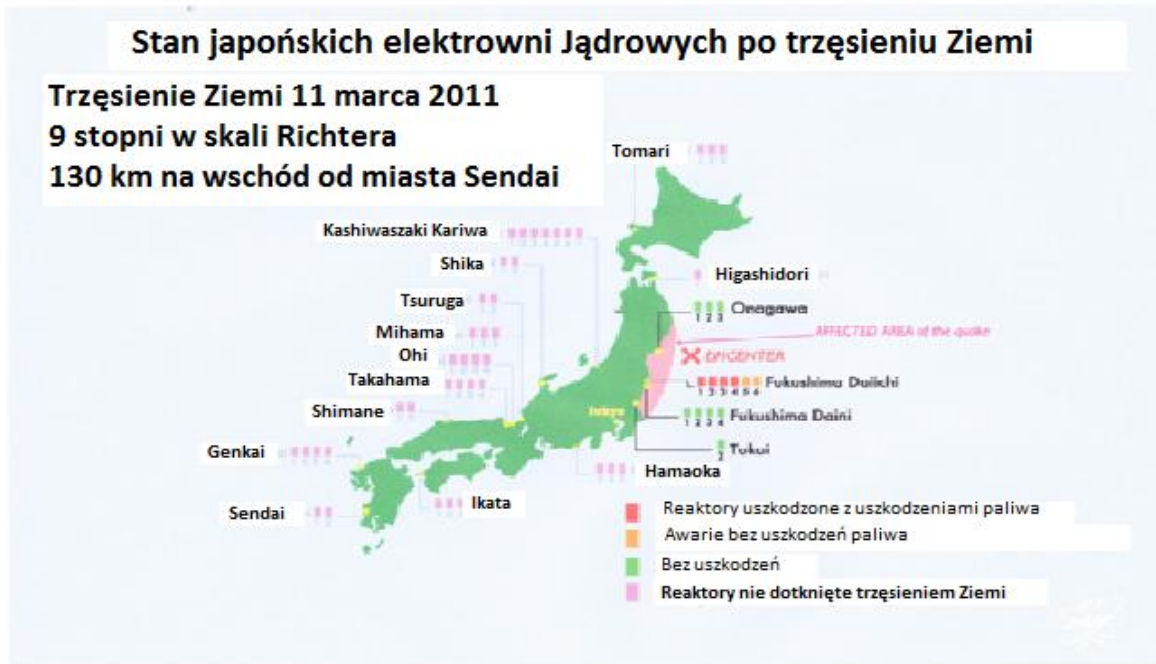 Stan japońskich elektrowni Jądrowych po trzęsieniu Ziemi
Trzęsienie Ziemi 11 marca 2011
9 stopni w skali Richtera
130 km na wschód od miasta Sendai
Tomari
Kashiwaszaki Kariwa
Shika
Higashidori
Tsuruga
1 2 3 Onagawa
Mihama
AFFECTED AREA of the quake
Ohi
EPICENTER
Takahama
1 2 3 4 5 6 Fukushima Daiichi
Shimane
Tokyo
1 2 3 4 Fukushima Daini
Genkai
2 Tokai
Hamaoka
Ikata
Sendai
Reaktory uszkodzone z uszkodzeniami paliwa
Awarie bez uszkodzeń paliwa
Bez uszkodzeń
Reaktory nie dotknięte trzęsieniem Ziemi